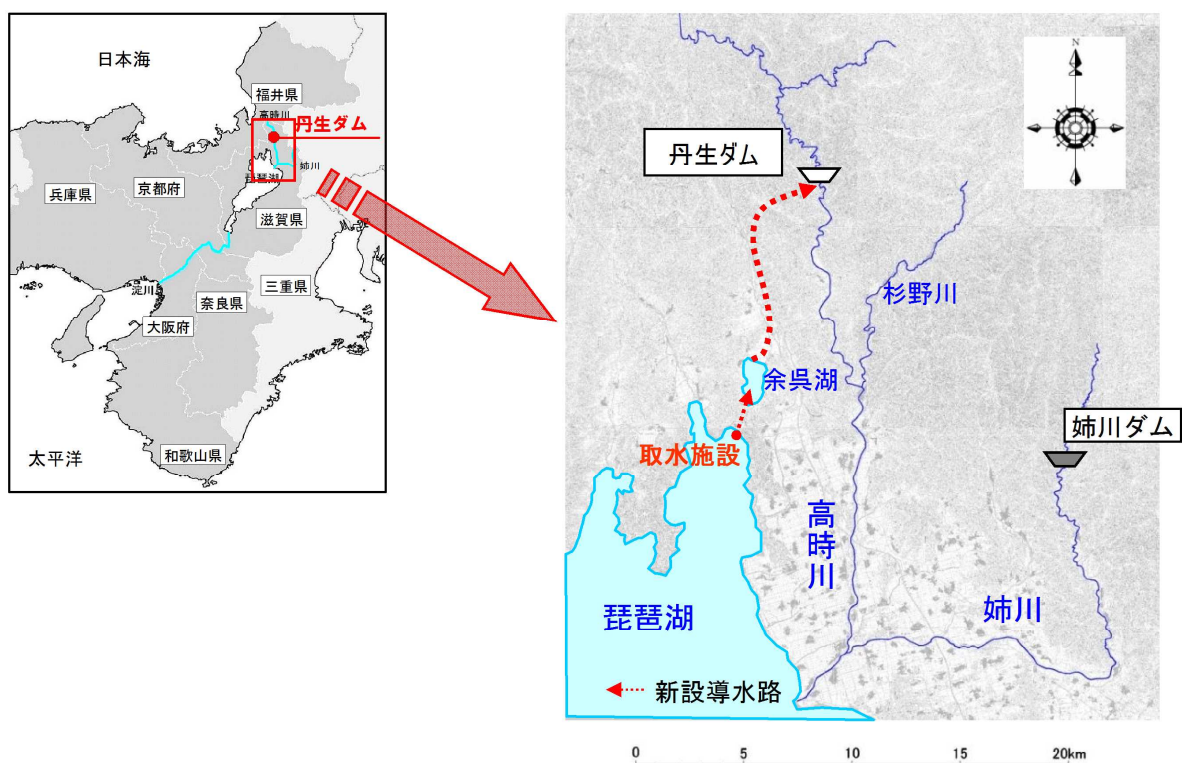 日本海
福井県
高時川
丹生ダム
姉川
琵琶湖
京都府
兵庫県
滋賀県
三重県
淀川
奈良県
大阪府
和歌山県
太平洋
N
丹生ダム
杉野川
余呉湖
姉川ダム
取水施設
高時川
姉川
琵琶湖
新設導水路
0 5 10 15 20km